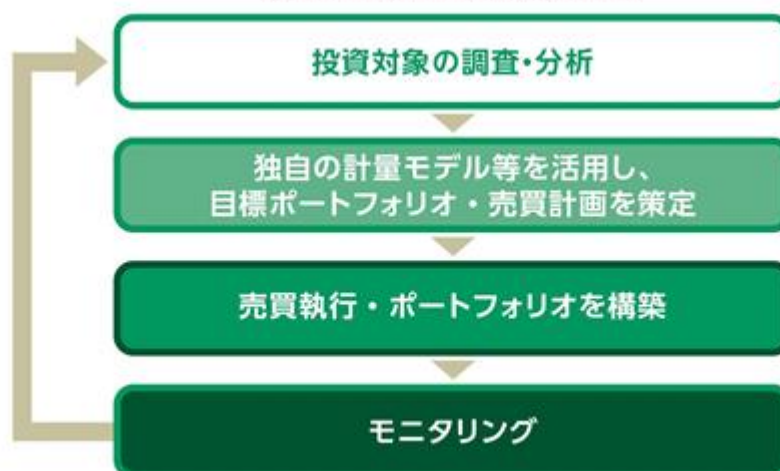 投資対象の調査・分析
独自の計量モデル等を活用し、
目標ポートフォリオ・売買計画を策定
売買執行・ポートフォリオを構築
モニタリング